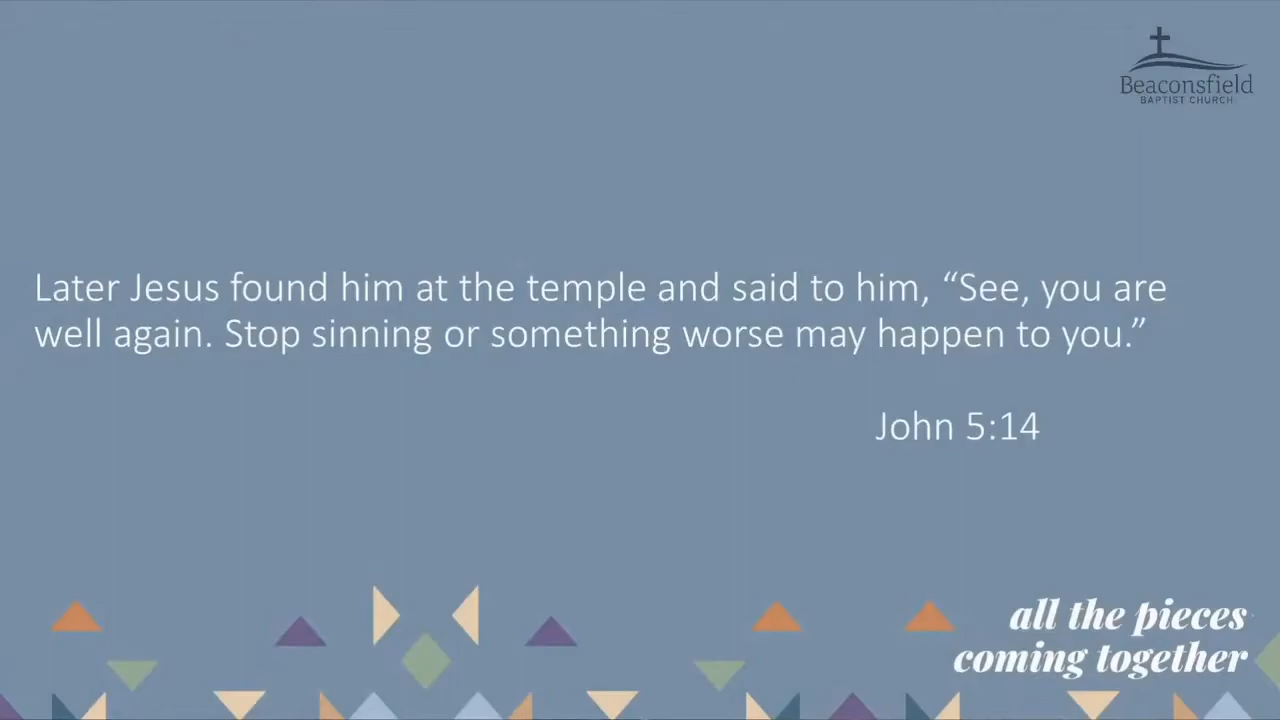 Beaconsfield
BAPTIST CHURCH
Later Jesus found him at the temple and said to him, “See, you are
well again. Stop sinning or something worse may happen to you.”
John 5:14
all the pieces
coming together